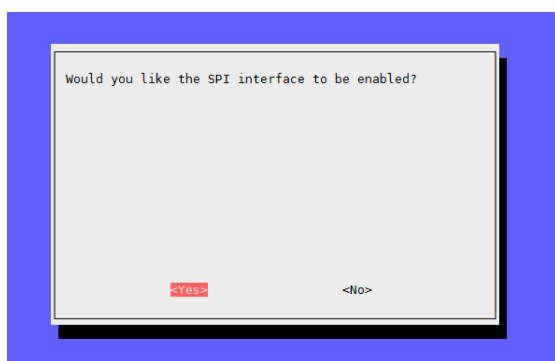 Would you like the SPI interface to be enabled?
<Yes> <No>